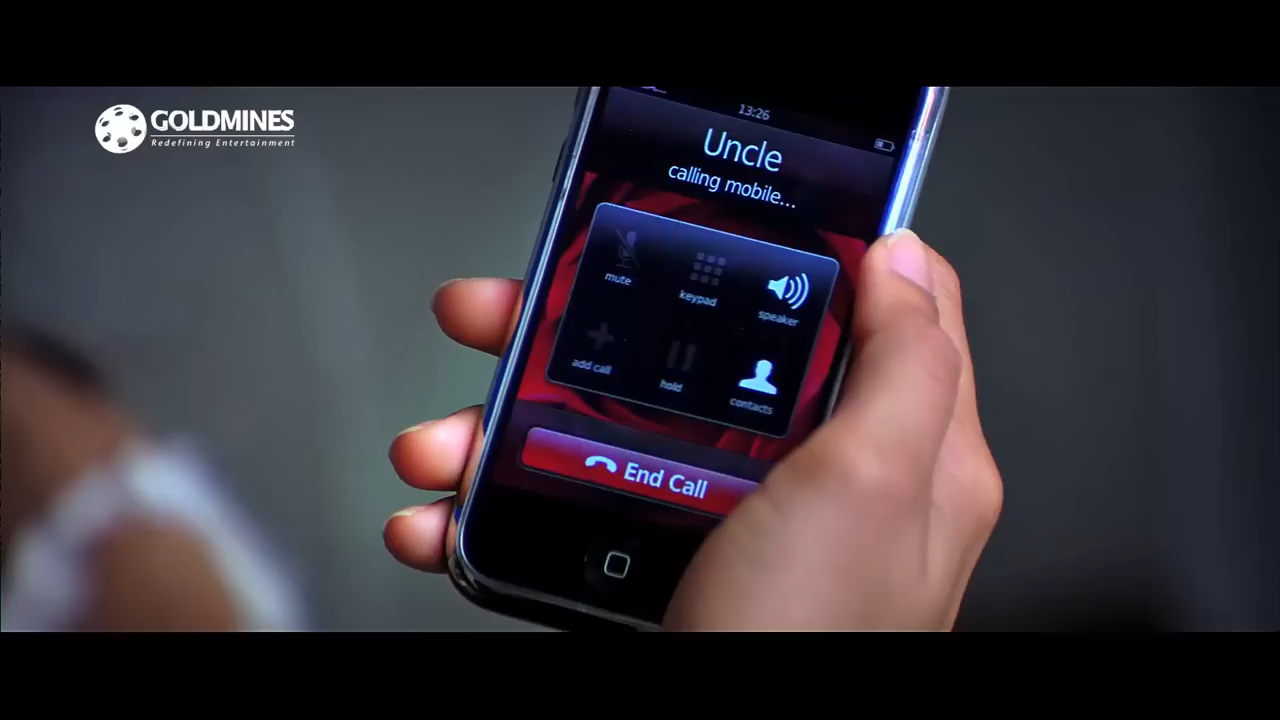 GOLDMINES
Redefining Entertainment
13:26
Uncle
calling mobile...
mute
keypad
speaker
add call
hold
contacts
End Call